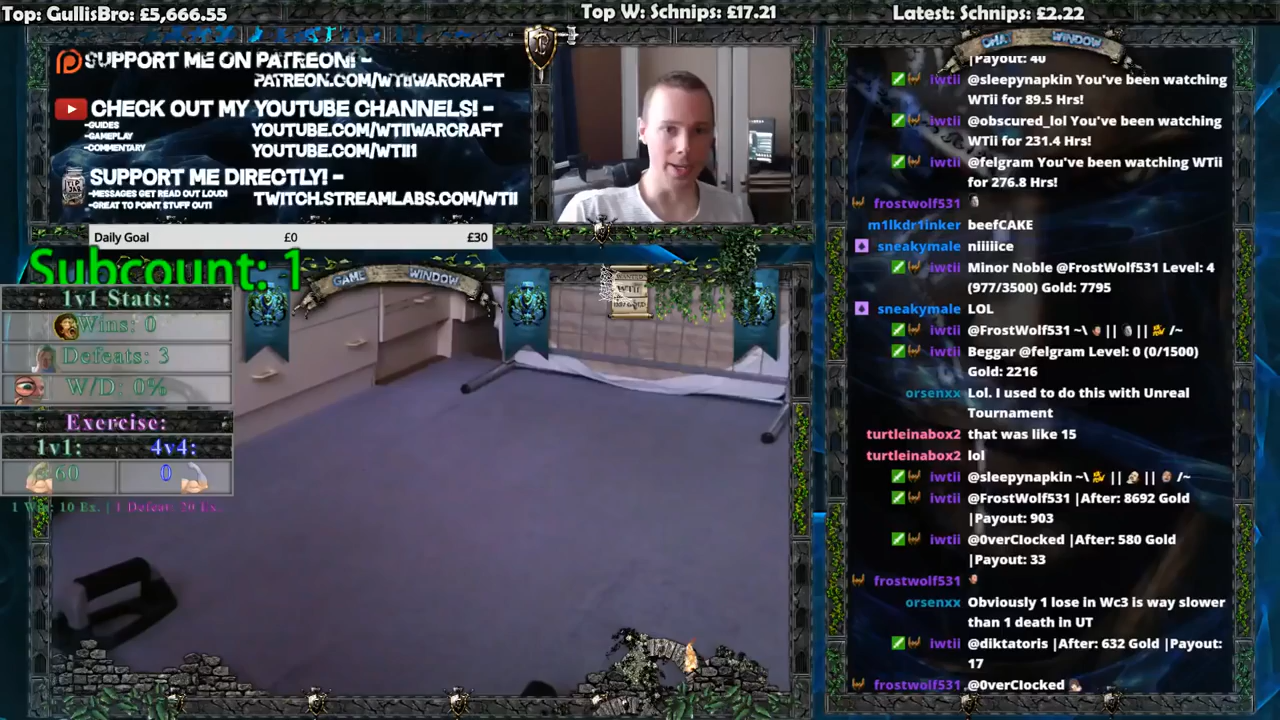 Top: GullisBro: £5,666.55
Top W: Schnips: £17.21
Latest: Schnips: £2.22
SUPPORT ME ON PATREON! -
PATREON.COM/WTIIWARCRAFT
CHECK OUT MY YOUTUBE CHANNELS! -
-GUIDES
-GAMEPLAY
-COMMENTARY
YOUTUBE.COM/WTIIWARCRAFT
YOUTUBE.COM/WTII1
SUPPORT ME DIRECTLY! -
-MESSAGES GET READ OUT LOUD!
-GREAT TO POINT STUFF OUT!
TWITCH.STREAMLABS.COM/WTII
Daily Goal £0 £30
Subcount: 1
GAME WINDOW
1v1 Stats:
Wins: 0
Defeats: 3
W/D: 0%
Exercise:
1v1: 4v4:
60 0
1 Win: 10 Ex. | 1 Defeat: 20 Ex.
WTII
CHAT WINDOW
|Payout: 40
iwtii @sleepynapkin You've been watching
WTii for 89.5 Hrs!
iwtii @obscured_lol You've been watching
WTii for 231.4 Hrs!
iwtii @felgram You've been watching WTii
for 276.8 Hrs!
frostwolf531
m1lkdr1inker beefCAKE
sneakymale niiiiice
iwtii Minor Noble @FrostWolf531 Level: 4
(977/3500) Gold: 7795
sneakymale LOL
iwtii @FrostWolf531 ~\ || || /~
iwtii Beggar @felgram Level: 0 (0/1500)
Gold: 2216
orsenxx Lol. I used to do this with Unreal
Tournament
turtleinabox2 that was like 15
turtleinabox2 lol
iwtii @sleepynapkin ~\ || || /~
iwtii @FrostWolf531 |After: 8692 Gold
|Payout: 903
iwtii @0verClocked |After: 580 Gold
|Payout: 33
frostwolf531
orsenxx Obviously 1 lose in Wc3 is way slower
than 1 death in UT
iwtii @diktatoris |After: 632 Gold |Payout:
17
frostwolf531 @0verClocked